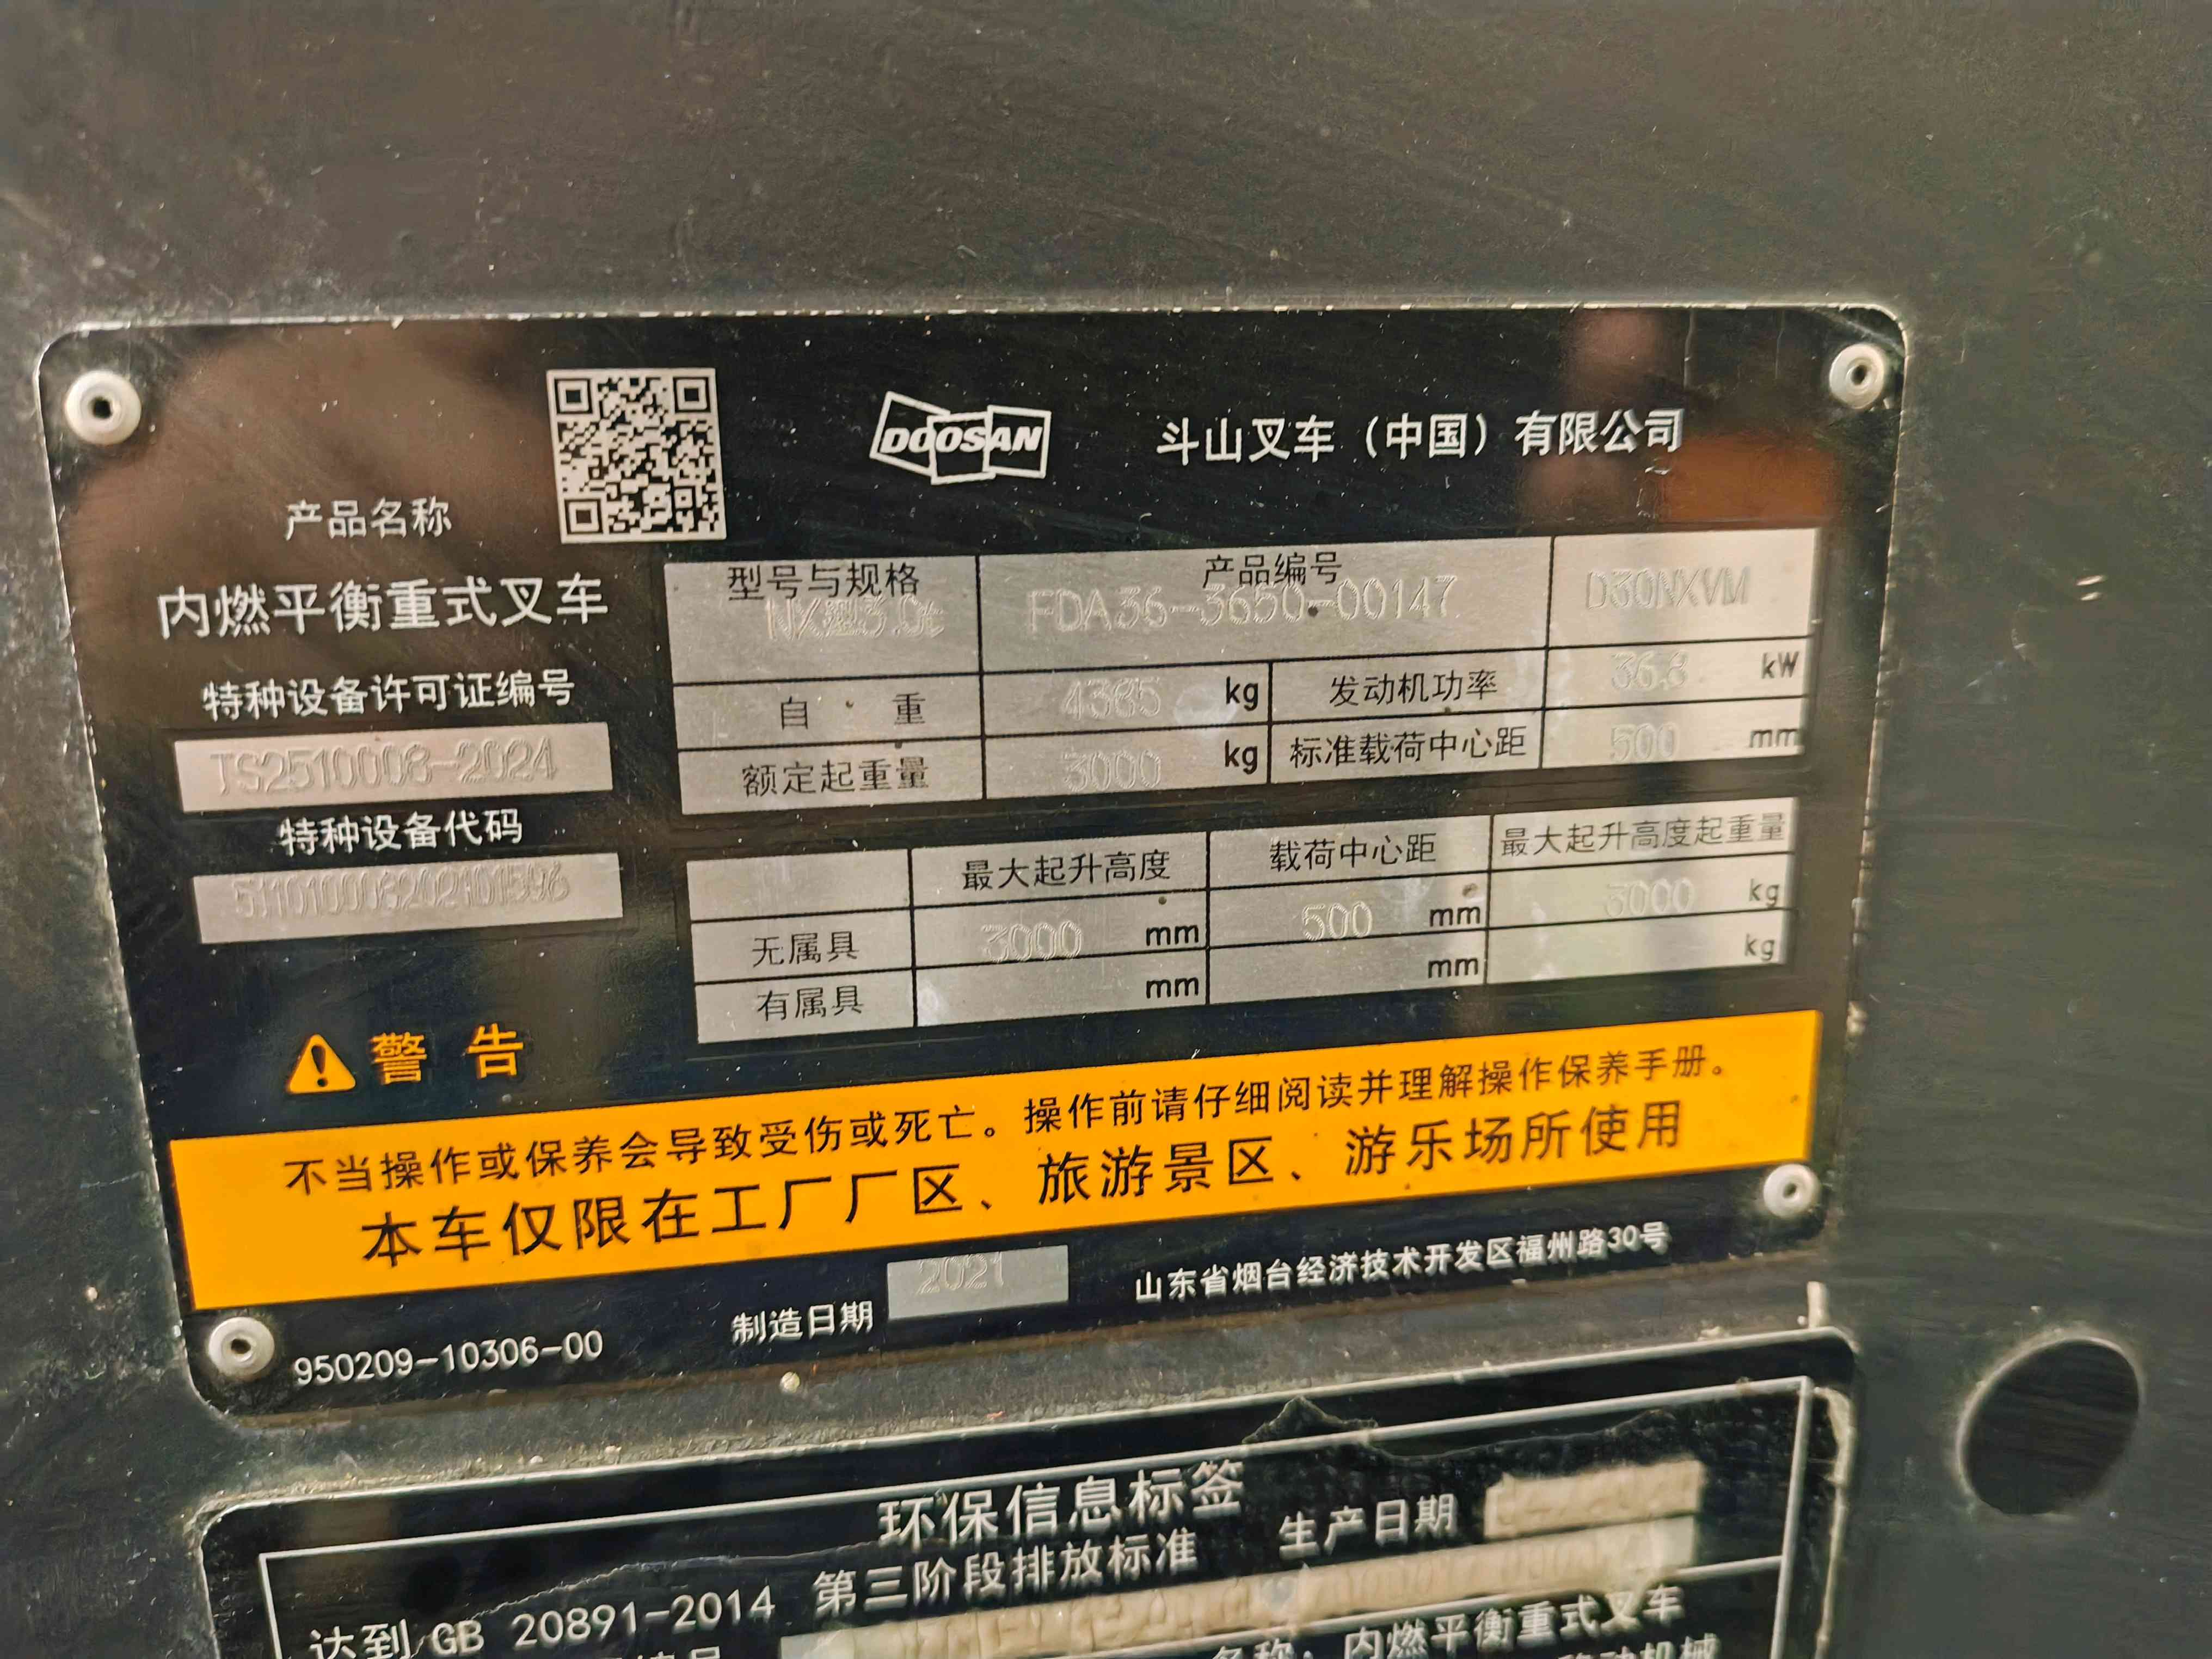 DOOSAN 斗山叉车（中国）有限公司
产品名称
内燃平衡重式叉车
特种设备许可证编号
TS2510008-2024
特种设备代码
型号与规格 产品编号 D30NXVM
NX型3.0t FDA36-3650-00147
自 重 4385 kg 发动机功率 36.8 kW
额定起重量 3000 kg 标准载荷中心距 500 mm
最大起升高度 载荷中心距 最大起升高度起重量
无属具 3000 mm 500 mm 3000 kg
有属具 mm mm kg
警 告
不当操作或保养会导致受伤或死亡。操作前请仔细阅读并理解操作保养手册。
本车仅限在工厂厂区、旅游景区、游乐场所使用
950209-10306-00 制造日期 2021 山东省烟台经济技术开发区福州路30号
环保信息标签
达到 GB 20891-2014 第三阶段排放标准 生产日期
名称：内燃平衡重式叉车
移动机械